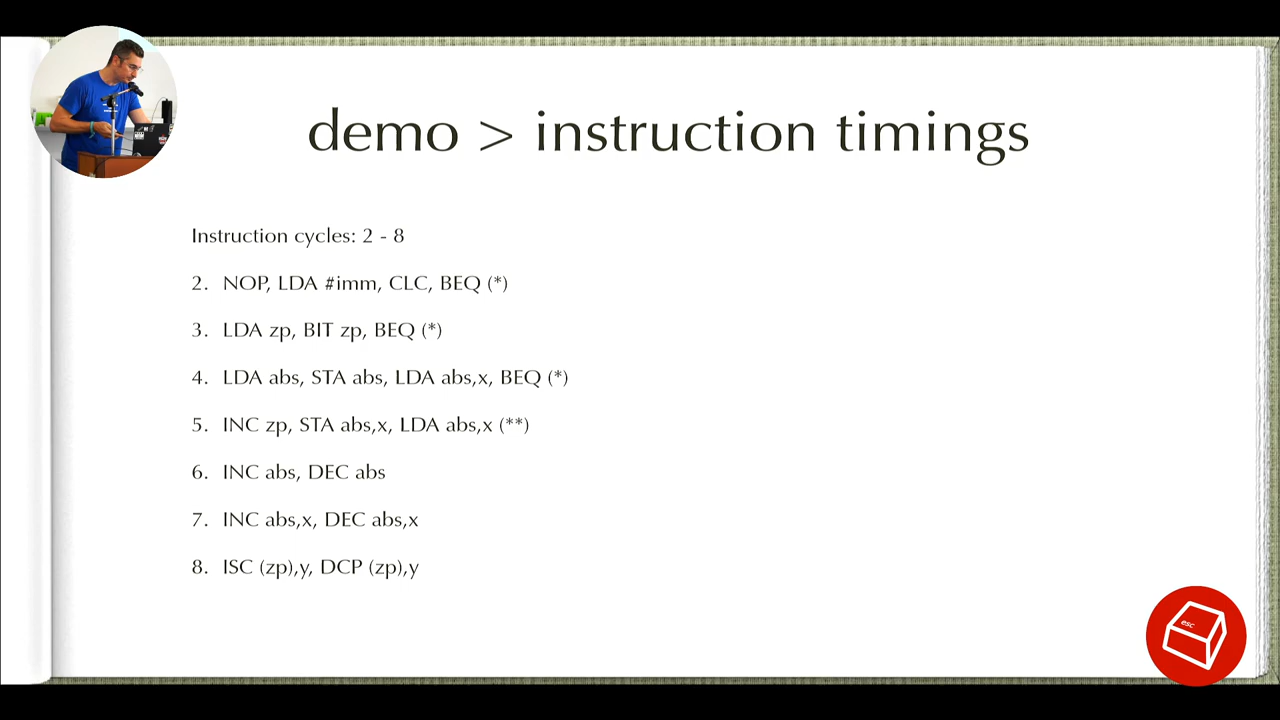 demo > instruction timings
Instruction cycles: 2 - 8
2. NOP, LDA #imm, CLC, BEQ (*)
3. LDA zp, BIT zp, BEQ (*)
4. LDA abs, STA abs, LDA abs,x, BEQ (*)
5. INC zp, STA abs,x, LDA abs,x (**)
6. INC abs, DEC abs
7. INC abs,x, DEC abs,x
8. ISC (zp),y, DCP (zp),y
esc